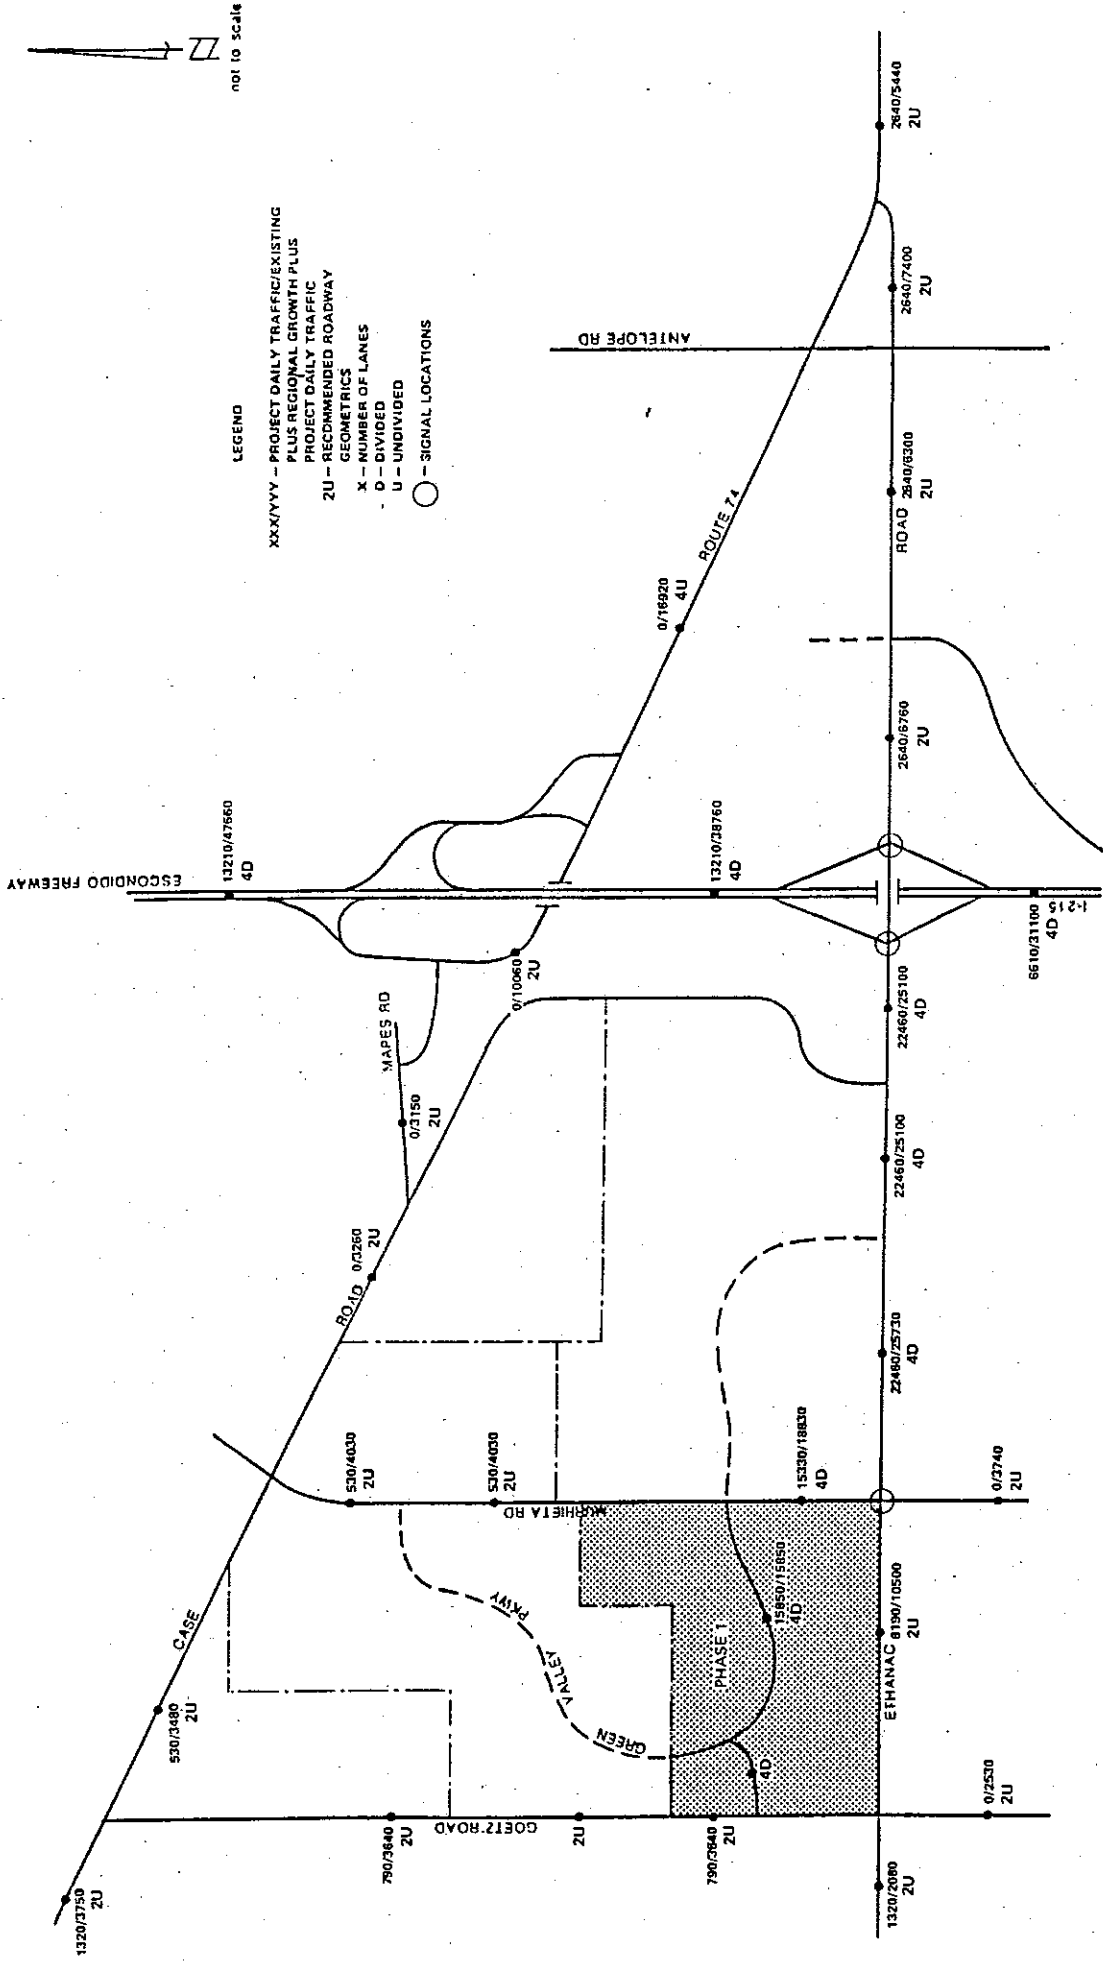 not to scale
LEGEND
XXX/YYY – PROJECT DAILY TRAFFIC/EXISTING
PLUS REGIONAL GROWTH PLUS
PROJECT DAILY TRAFFIC
2U – RECOMMENDED ROADWAY
GEOMETRICS
X – NUMBER OF LANES
D – DIVIDED
U – UNDIVIDED
– SIGNAL LOCATIONS
1320/3750
2U
530/3480
2U
CASE
ROAD
0/3260
2U
MAPES RD
0/3150
2U
0/10060
2U
ESCONDIDO FREEWAY
13210/47660
4D
13210/38760
4D
6610/31100
4D
I-215
0/16920
4U
ROUTE 74
ANTELOPE RD
530/4030
2U
530/4030
2U
MURRIETA RD
15330/18830
4D
0/3740
2U
GREEN
VALLEY
PKWY
PHASE 1
15850/15850
4D
4D
GOETZ ROAD
790/3640
2U
2U
790/3640
2U
0/2530
2U
1320/2080
2U
ETHANAC
8190/10500
2U
22460/25730
4D
22460/25100
4D
22460/25100
4D
2640/6760
2U
ROAD
2640/6300
2U
2640/7400
2U
2640/5440
2U